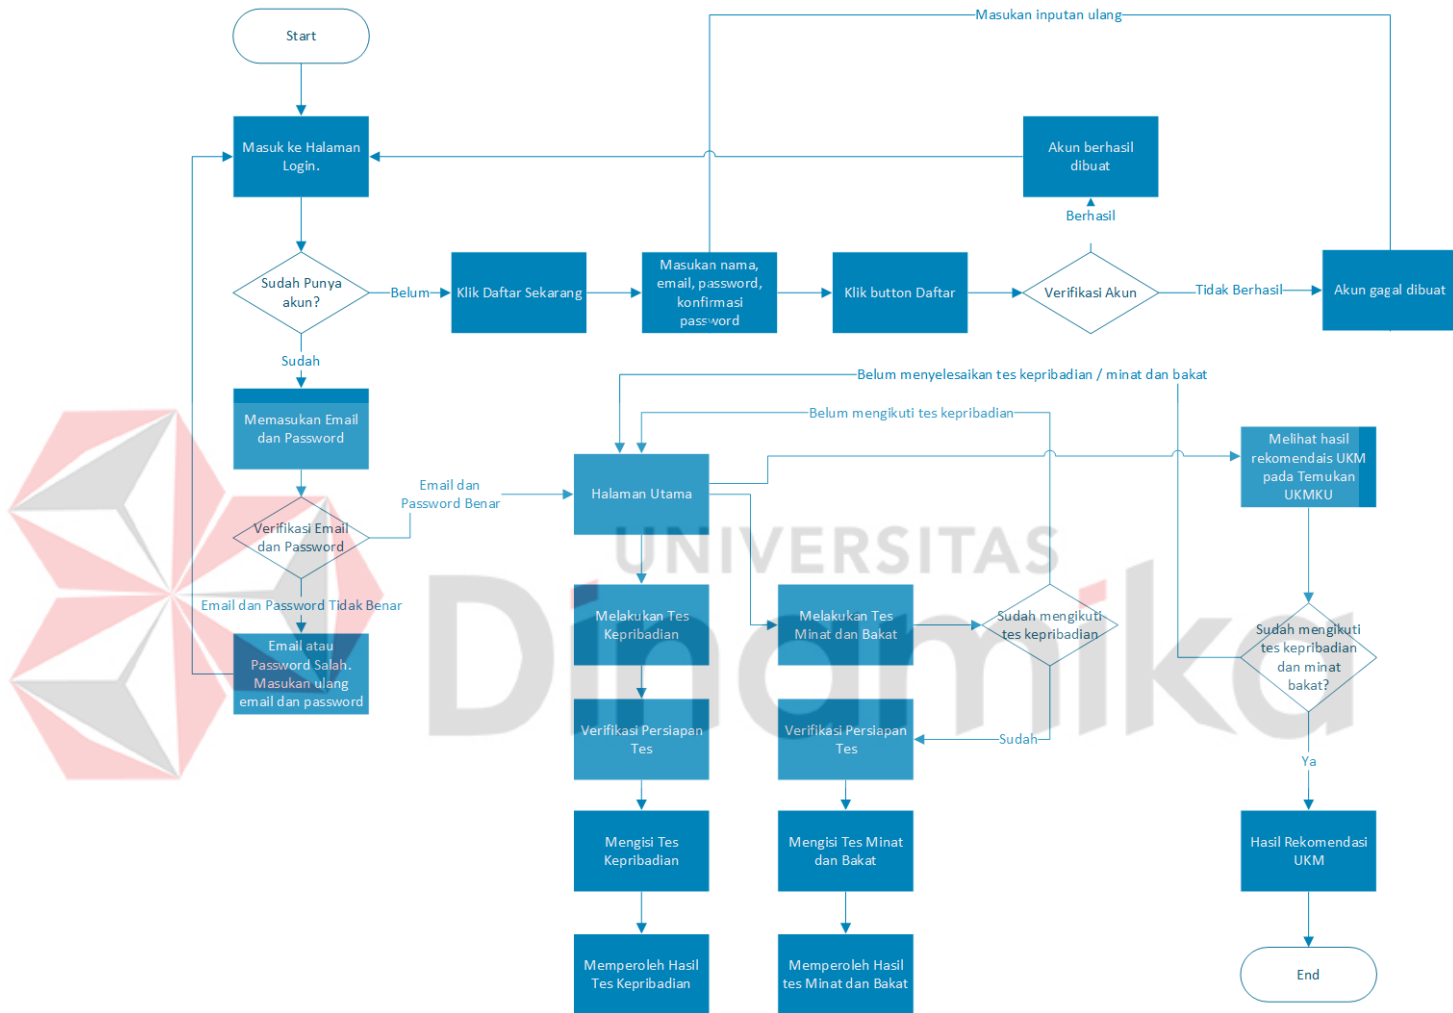 Masukan inputan ulang
Start
Masuk ke Halaman
Login.
Akun berhasil
dibuat
Berhasil
Sudah Punya
akun?
Belum
Klik Daftar Sekarang
Masukan nama,
email, password,
konfirmasi
password
Klik button Daftar
Verifikasi Akun
Tidak Berhasil
Akun gagal dibuat
Sudah
Belum menyelesaikan tes kepribadian / minat dan bakat
Memasukan Email
dan Password
Belum mengikuti tes kepribadian
Melihat hasil
rekomendais UKM
pada Temukan
UKMKU
Email dan
Password Benar
Halaman Utama
Verifikasi Email
dan Password
UNIVERSITAS
Dinamika
Email dan Password Tidak Benar
Melakukan Tes
Kepribadian
Melakukan Tes
Minat dan Bakat
Sudah mengikuti
tes kepribadian
Sudah mengikuti
tes kepribadian
dan minat
bakat?
Email atau
Password Salah.
Masukan ulang
email dan password
Verifikasi Persiapan
Tes
Verifikasi Persiapan
Tes
Sudah
Ya
Mengisi Tes
Kepribadian
Mengisi Tes Minat
dan Bakat
Hasil Rekomendasi
UKM
Memperoleh Hasil
Tes Kepribadian
Memperoleh Hasil
tes Minat dan Bakat
End